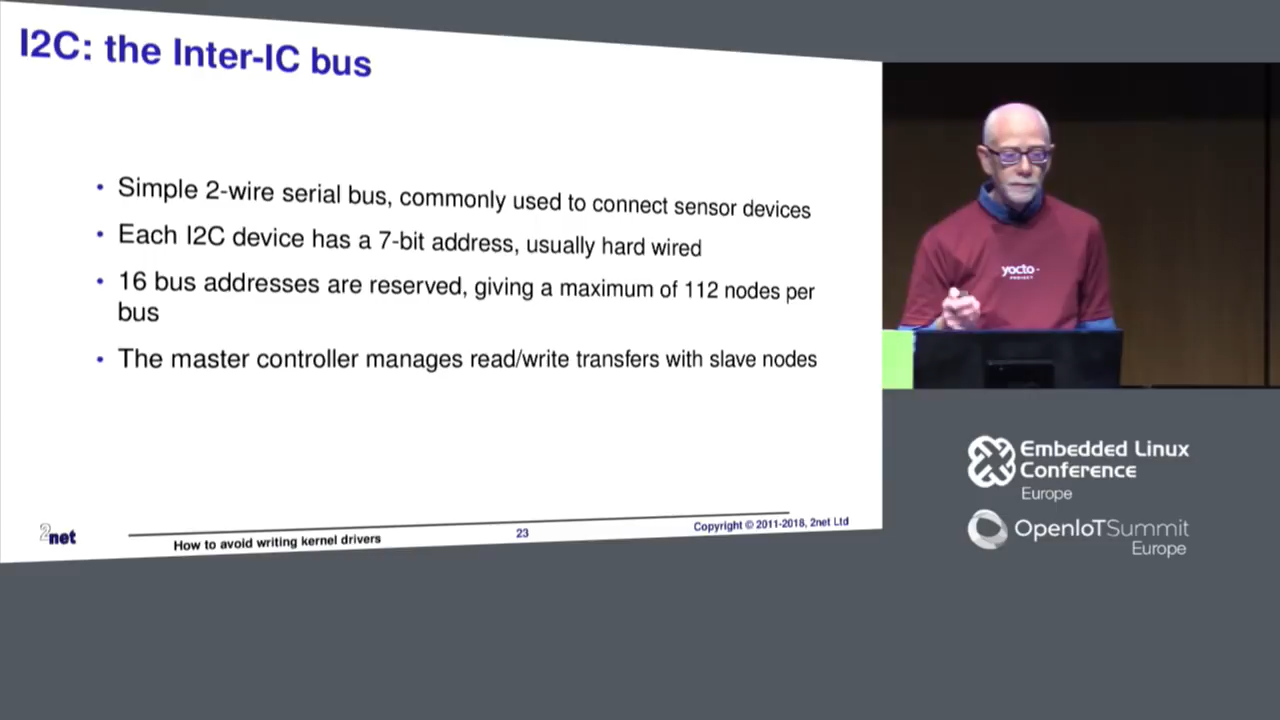 I2C: the Inter-IC bus
• Simple 2-wire serial bus, commonly used to connect sensor devices
• Each I2C device has a 7-bit address, usually hard wired
• 16 bus addresses are reserved, giving a maximum of 112 nodes per
bus
• The master controller manages read/write transfers with slave nodes
2net
How to avoid writing kernel drivers
23
Copyright © 2011-2018, 2net Ltd
yocto
PROJECT
Embedded Linux
Conference
Europe
OpenIoTSummit
Europe